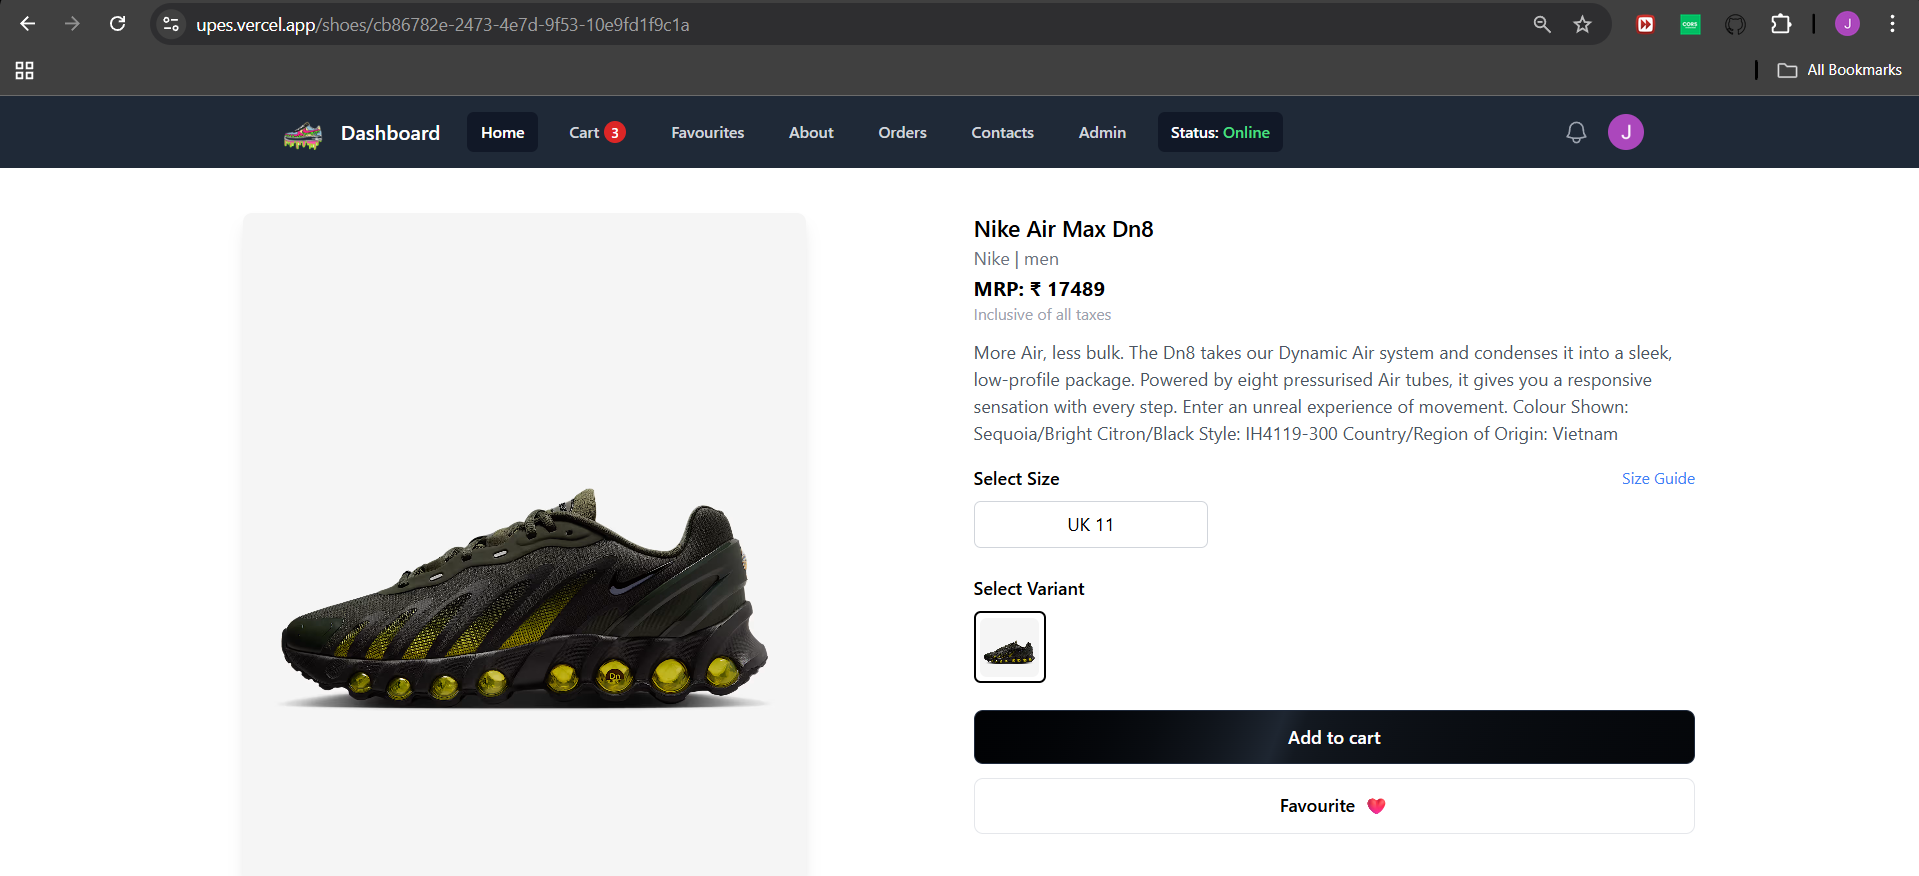 upes.vercel.app/shoes/cb86782e-2473-4e7d-9f53-10e9fd1f9c1a
CORS
J
All Bookmarks
Dashboard
Home
Cart 3
Favourites
About
Orders
Contacts
Admin
Status: Online
J
Nike Air Max Dn8
Nike | men
MRP: ₹ 17489
Inclusive of all taxes
More Air, less bulk. The Dn8 takes our Dynamic Air system and condenses it into a sleek,
low-profile package. Powered by eight pressurised Air tubes, it gives you a responsive
sensation with every step. Enter an unreal experience of movement. Colour Shown:
Sequoia/Bright Citron/Black Style: IH4119-300 Country/Region of Origin: Vietnam
Select Size
Size Guide
UK 11
Select Variant
Dn
Add to cart
Favourite